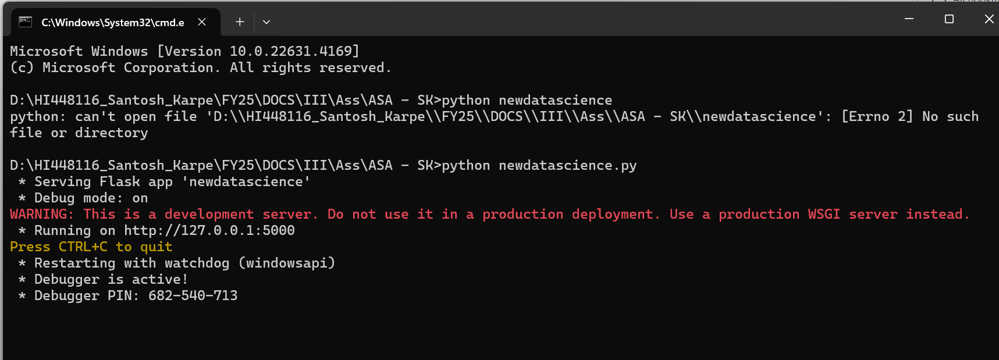 C:\Windows\System32\cmd.e
Microsoft Windows [Version 10.0.22631.4169]
(c) Microsoft Corporation. All rights reserved.
D:\HI448116_Santosh_Karpe\FY25\DOCS\III\Ass\ASA - SK>python newdatascience
python: can't open file 'D:\\HI448116_Santosh_Karpe\\FY25\\DOCS\\III\\Ass\\ASA - SK\\newdatascience': [Errno 2] No such
file or directory
D:\HI448116_Santosh_Karpe\FY25\DOCS\III\Ass\ASA - SK>python newdatascience.py
* Serving Flask app 'newdatascience'
* Debug mode: on
WARNING: This is a development server. Do not use it in a production deployment. Use a production WSGI server instead.
* Running on http://127.0.0.1:5000
Press CTRL+C to quit
* Restarting with watchdog (windowsapi)
* Debugger is active!
* Debugger PIN: 682-540-713